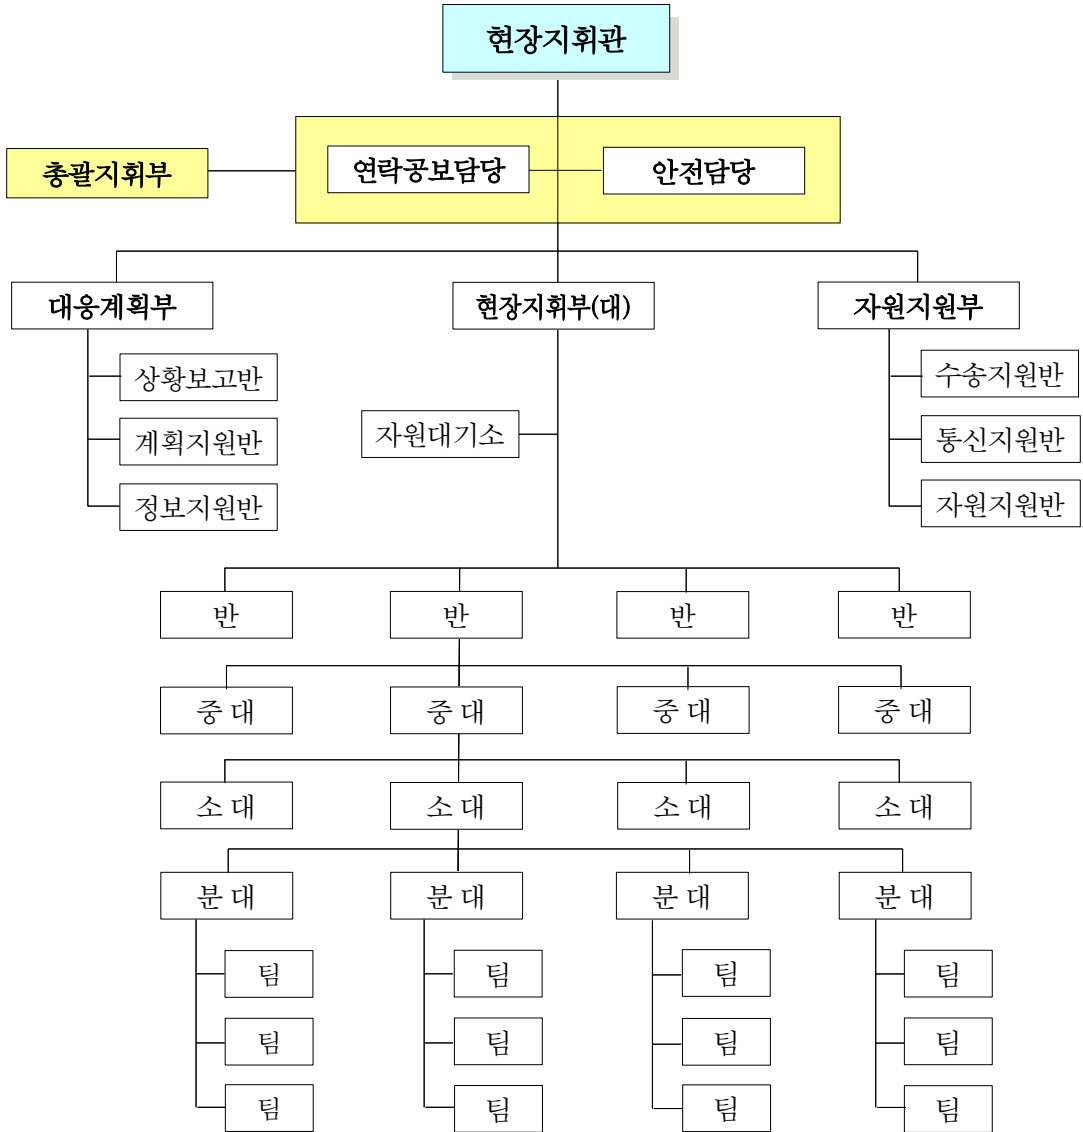 현장지휘관
총괄지휘부
연락공보담당
안전담당
대응계획부
현장지휘부(대)
자원지원부
상황보고반
계획지원반
정보지원반
자원대기소
수송지원반
통신지원반
자원지원반
반
반
반
반
중 대
중 대
중 대
중 대
소 대
소 대
소 대
소 대
분 대
분 대
분 대
분 대
팀
팀
팀
팀
팀
팀
팀
팀
팀
팀
팀
팀